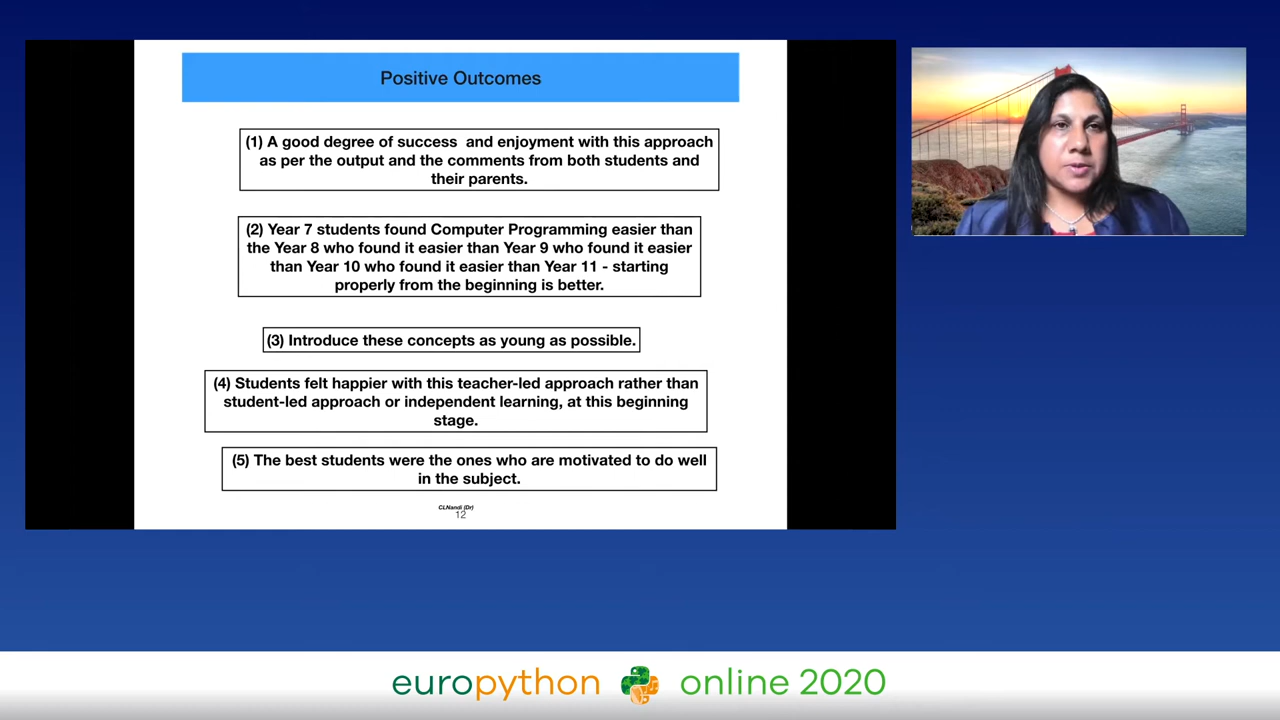 Positive Outcomes
(1) A good degree of success and enjoyment with this approach
as per the output and the comments from both students and
their parents.
(2) Year 7 students found Computer Programming easier than
the Year 8 who found it easier than Year 9 who found it easier
than Year 10 who found it easier than Year 11 - starting
properly from the beginning is better.
(3) Introduce these concepts as young as possible.
(4) Students felt happier with this teacher-led approach rather than
student-led approach or independent learning, at this beginning
stage.
(5) The best students were the ones who are motivated to do well
in the subject.
CLNandi (Dr)
12
europython online 2020